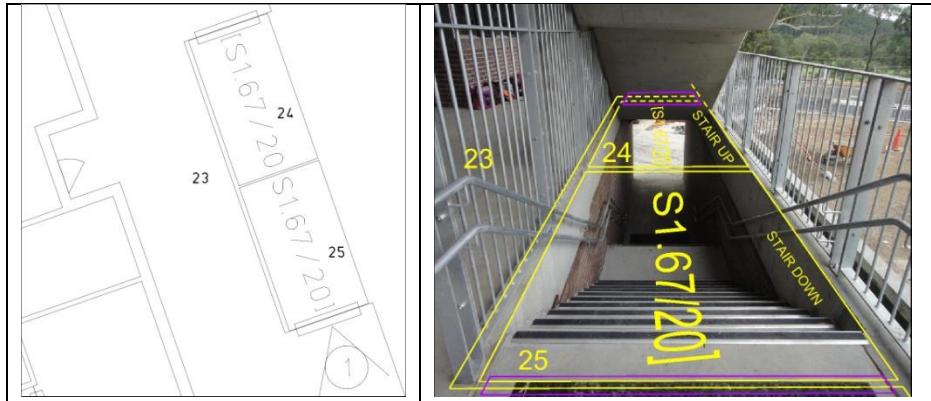 [S1.67/20
24
23
S1.67/20]
25
1
23
24
STAIR UP
S1.67/20]
STAIR DOWN
25